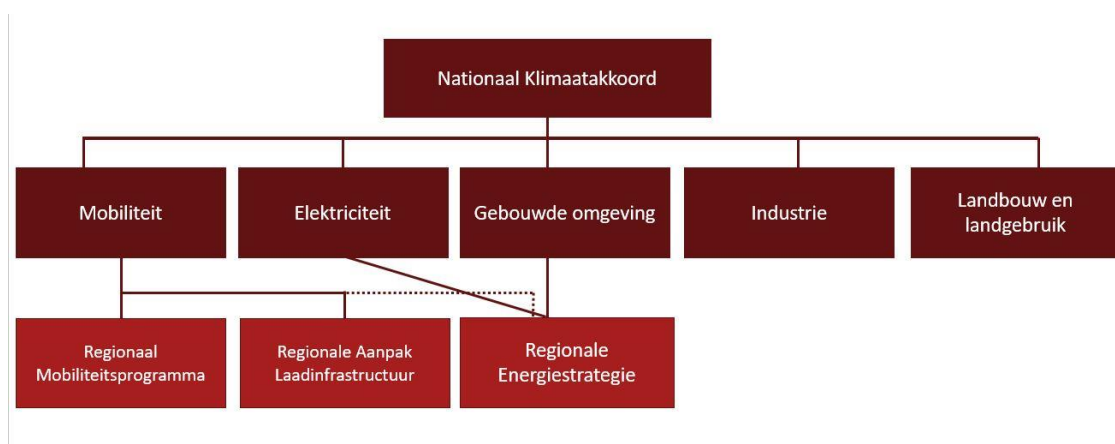 Nationaal Klimaatakkoord
Mobiliteit
Elektriciteit
Gebouwde omgeving
Industrie
Landbouw en
landgebruik
Regionaal
Mobiliteitsprogramma
Regionale Aanpak
Laadinfrastructuur
Regionale
Energiestrategie